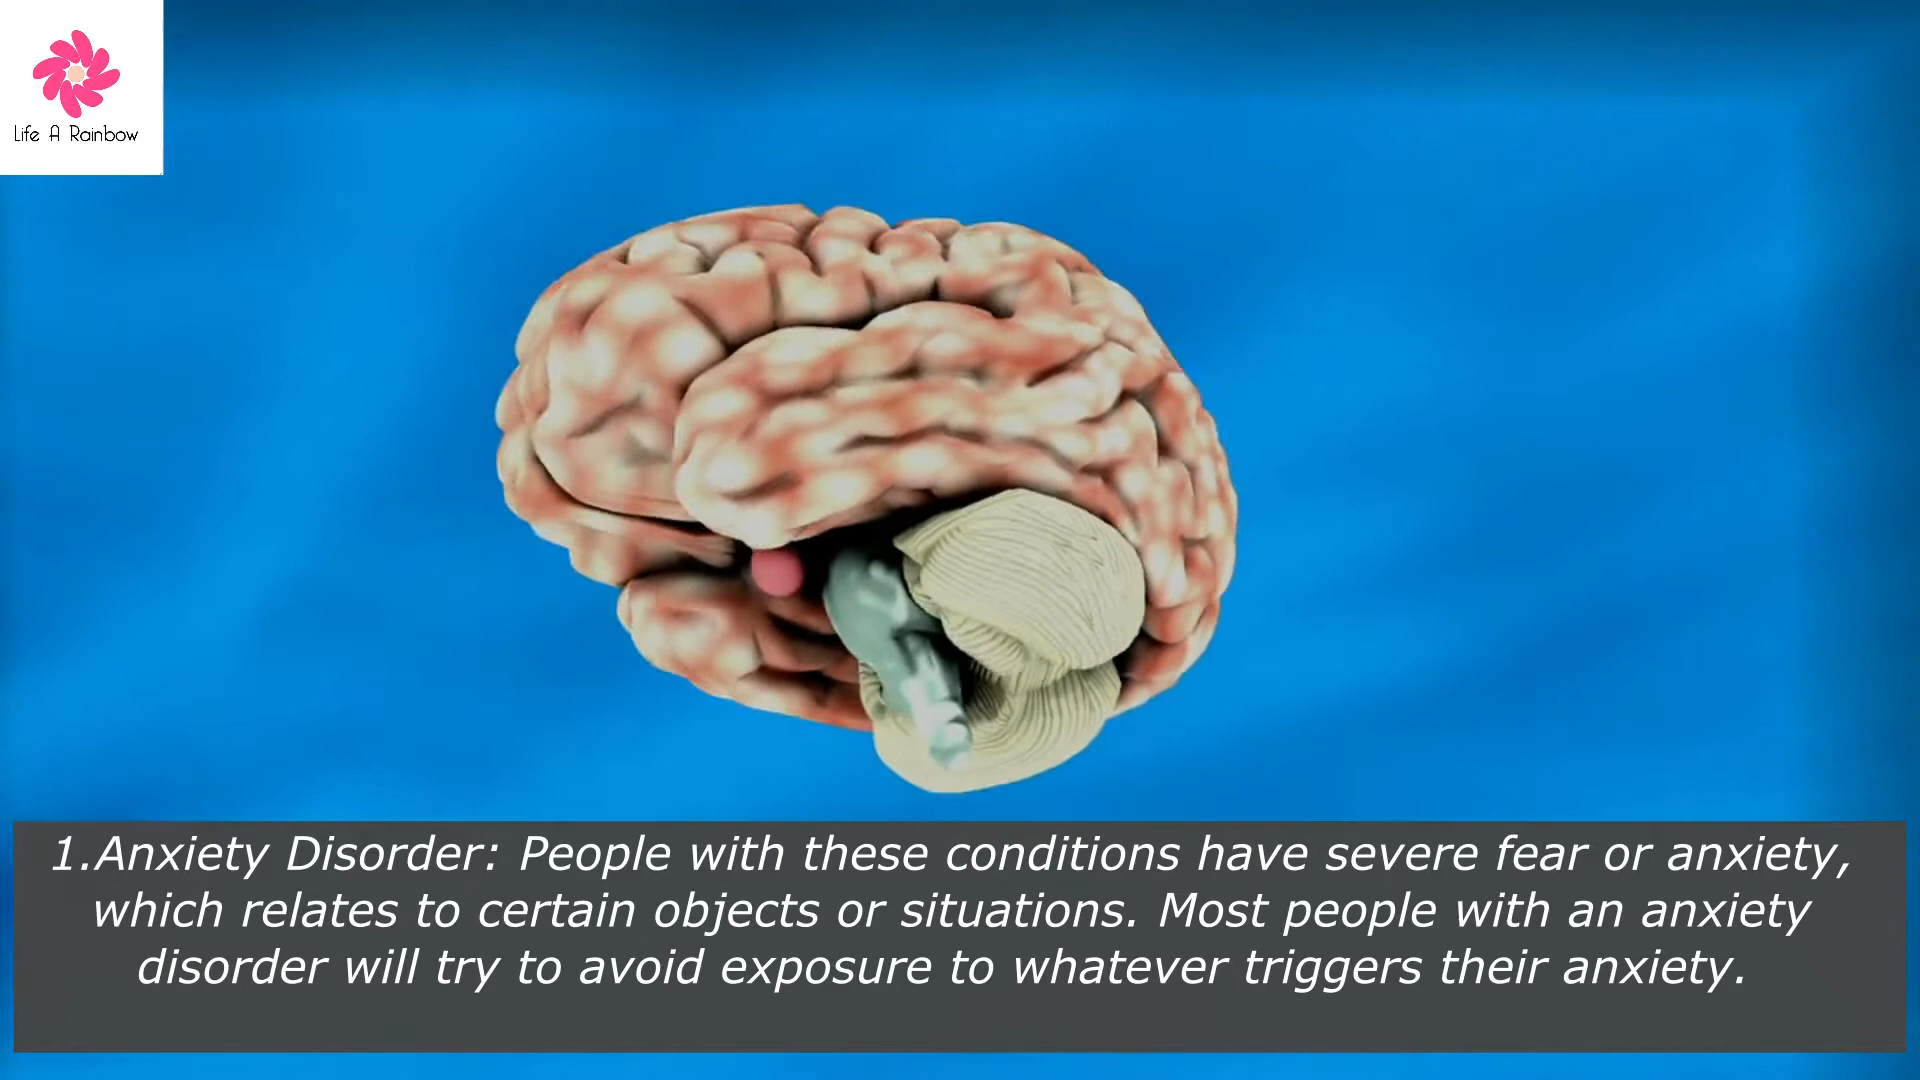 Life A Rainbow
1.Anxiety Disorder: People with these conditions have severe fear or anxiety,
which relates to certain objects or situations. Most people with an anxiety
disorder will try to avoid exposure to whatever triggers their anxiety.